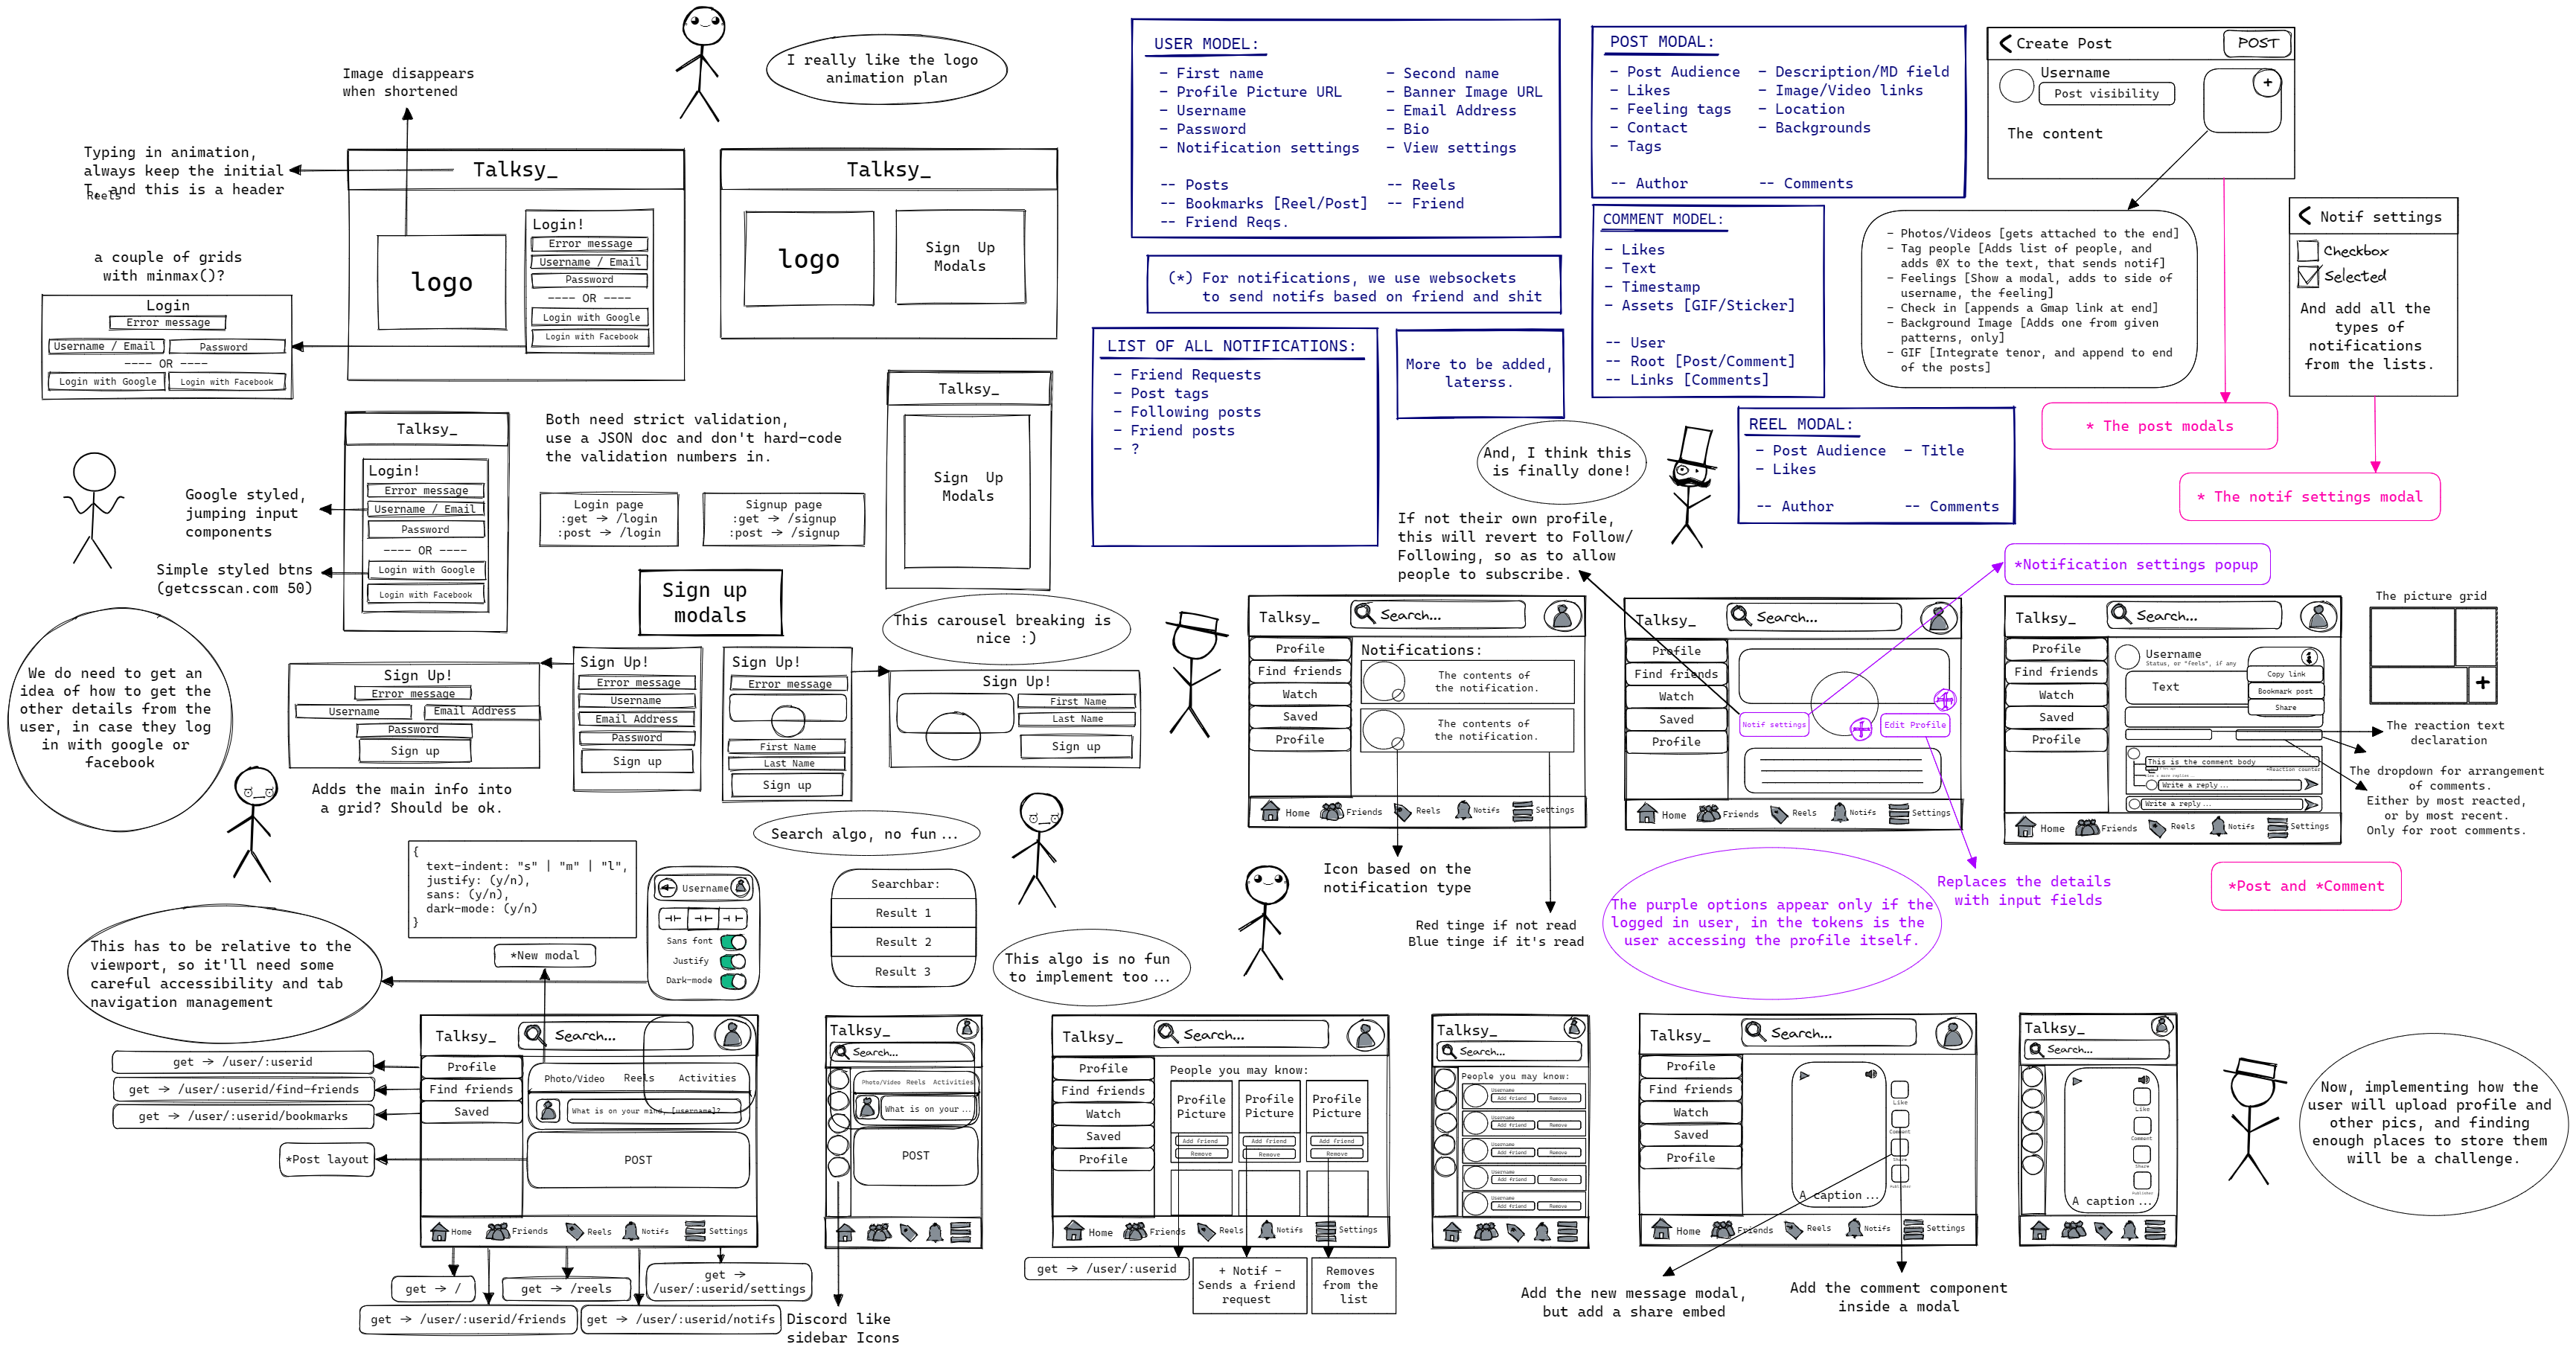 I really like the logo
animation plan
Image disappears
when shortened
Typing in animation,
always keep the initial
T, and this is a header
Reels
Talksy_
logo
Login!
Error message
Username / Email
Password
---- OR ----
Login with Google
Login with Facebook
Talksy_
logo
Sign Up
Modals
a couple of grids
with minmax()?
Login
Error message
Username / Email
Password
---- OR ----
Login with Google
Login with Facebook
Talksy_
Login!
Error message
Username / Email
Password
---- OR ----
Login with Google
Login with Facebook
Google styled,
jumping input
components
Simple styled btns
(getcsscan.com 50)
Both need strict validation,
use a JSON doc and don't hard-code
the validation numbers in.
Login page
:get → /login
:post → /login
Signup page
:get → /signup
:post → /signup
Talksy_
Sign Up
Modals
Sign up
modals
This carousel breaking is
nice :)
We do need to get an
idea of how to get the
other details from the
user, in case they log
in with google or
facebook
Sign Up!
Error message
Username
Email Address
Password
Sign up
Sign Up!
Error message
Username
Email Address
Password
Sign up
Sign Up!
Error message
First Name
Last Name
Sign up
Sign Up!
First Name
Last Name
Sign up
Adds the main info into
a grid? Should be ok.
USER MODEL:
- First name
- Second name
- Profile Picture URL
- Banner Image URL
- Username
- Email Address
- Password
- Bio
- Notification settings
- View settings
-- Posts
-- Reels
-- Bookmarks [Reel/Post]
-- Friend
-- Friend Reqs.
(*) For notifications, we use websockets
to send notifs based on friend and shit
LIST OF ALL NOTIFICATIONS:
- Friend Requests
- Post tags
- Following posts
- Friend posts
- ?
More to be added,
laterss.
POST MODAL:
- Post Audience
- Description/MD field
- Likes
- Image/Video links
- Feeling tags
- Location
- Contact
- Backgrounds
- Tags
-- Author
-- Comments
COMMENT MODEL:
- Likes
- Text
- Timestamp
- Assets [GIF/Sticker]
-- User
-- Root [Post/Comment]
-- Links [Comments]
REEL MODAL:
- Post Audience
- Title
- Likes
-- Author
-- Comments
Create Post
POST
Username
Post visibility
+
The content
- Photos/Videos [gets attached to the end]
- Tag people [Adds list of people, and
adds @X to the text, that sends notif]
- Feelings [Show a modal, adds to side of
username, the feeling]
- Check in [appends a Gmap link at end]
- Background Image [Adds one from given
patterns, only]
- GIF [Integrate tenor, and append to end
of the posts]
Notif settings
Checkbox
Selected
And add all the
types of
notifications
from the lists.
* The post modals
* The notif settings modal
And, I think this
is finally done!
If not their own profile,
this will revert to Follow/
Following, so as to allow
people to subscribe.
*Notification settings popup
Talksy_
Search...
Profile
Find friends
Watch
Saved
Profile
Notifications:
The contents of
the notification.
The contents of
the notification.
Home
Friends
Reels
Notifs
Settings
Icon based on the
notification type
Red tinge if not read
Blue tinge if it's read
Talksy_
Search...
Profile
Find friends
Watch
Saved
Profile
Notif settings
Edit Profile
Home
Friends
Reels
Notifs
Settings
The purple options appear only if the
logged in user, in the tokens is the
user accessing the profile itself.
Replaces the details
with input fields
Talksy_
Search...
Profile
Find friends
Watch
Saved
Profile
Username
Status, or "feels", if any
Copy link
Bookmark post
Share
Text
This is the comment body
+Reaction counter
Write a reply...
Write a reply...
Home
Friends
Reels
Notifs
Settings
The picture grid
+
The reaction text
declaration
The dropdown for arrangement
of comments.
Either by most reacted,
or by most recent.
Only for root comments.
*Post and *Comment
{
text-indent: "s" | "m" | "l",
justify: (y/n),
sans: (y/n),
dark-mode: (y/n)
}
*New modal
Username
Sans font
Justify
Dark-mode
Search algo, no fun...
Searchbar:
Result 1
Result 2
Result 3
This algo is no fun
to implement too...
This has to be relative to the
viewport, so it'll need some
careful accessibility and tab
navigation management
get → /user/:userid
get → /user/:userid/find-friends
get → /user/:userid/bookmarks
*Post layout
Talksy_
Search...
Profile
Find friends
Saved
Photo/Video
Reels
Activities
What is on your mind, [username]?
POST
Home
Friends
Reels
Notifs
Settings
get → /
get → /reels
get →
/user/:userid/settings
get → /user/:userid/friends
get → /user/:userid/notifs
Talksy_
Search...
Photo/Video
Reels
Activities
What is on your...
POST
Discord like
sidebar Icons
Talksy_
Search...
Profile
Find friends
Watch
Saved
Profile
People you may know:
Profile
Picture
Add friend
Remove
Profile
Picture
Add friend
Remove
Profile
Picture
Add friend
Remove
Home
Friends
Reels
Notifs
Settings
get → /user/:userid
+ Notif -
Sends a friend
request
Removes
from the
list
Talksy_
Search...
People you may know:
Username
Add friend
Remove
Username
Add friend
Remove
Username
Add friend
Remove
Username
Add friend
Remove
Username
Add friend
Remove
Talksy_
Search...
Profile
Find friends
Watch
Saved
Profile
Like
Comment
Share
A caption...
Home
Friends
Reels
Notifs
Settings
Add the new message modal,
but add a share embed
Add the comment component
inside a modal
Talksy_
Search...
Like
Comment
Share
A caption...
Now, implementing how the
user will upload profile and
other pics, and finding
enough places to store them
will be a challenge.